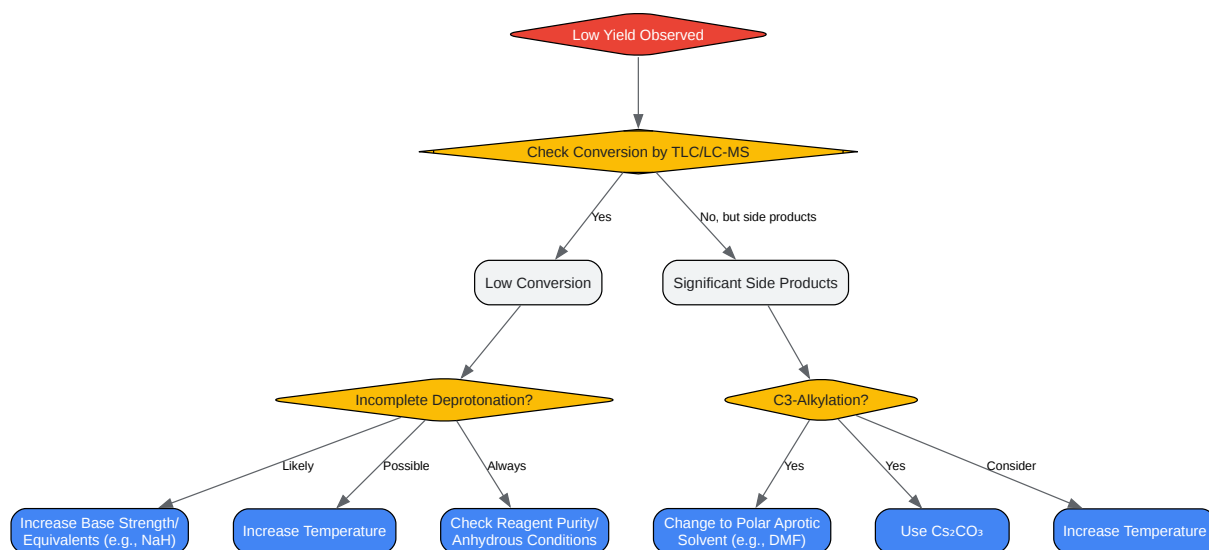 Low Yield Observed
Check Conversion by TLC/LC-MS
Yes
No, but side products
Low Conversion
Significant Side Products
Incomplete Deprotonation?
C3-Alkylation?
Likely
Possible
Always
Yes
Yes
Consider
Increase Base Strength/
Equivalents (e.g., NaH)
Increase Temperature
Check Reagent Purity/
Anhydrous Conditions
Change to Polar Aprotic
Solvent (e.g., DMF)
Use Cs₂CO₃
Increase Temperature